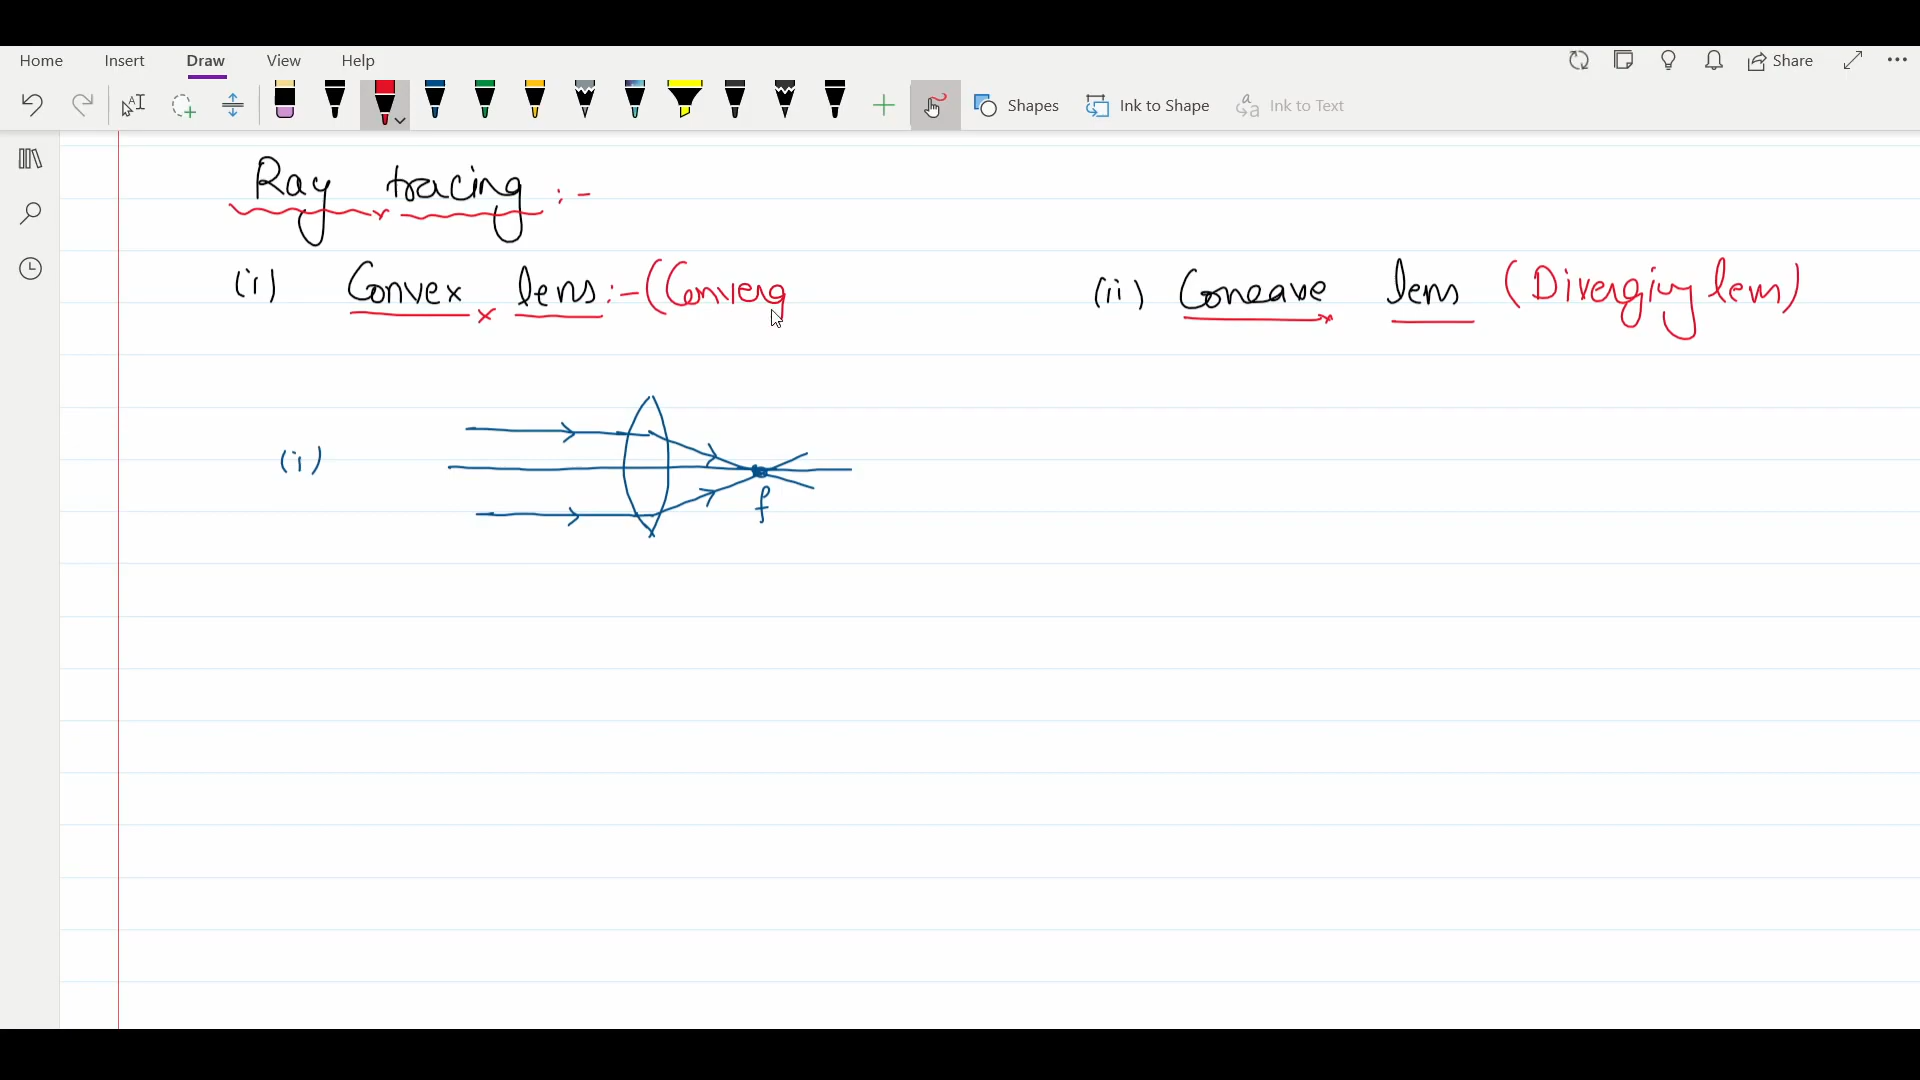 Home Insert Draw View Help Share
Shapes Ink to Shape Ink to Text
Ray tracing :-
(i) Convex lens :- (Converg
(ii) Concave lens (Diverging lens)
(i)
f